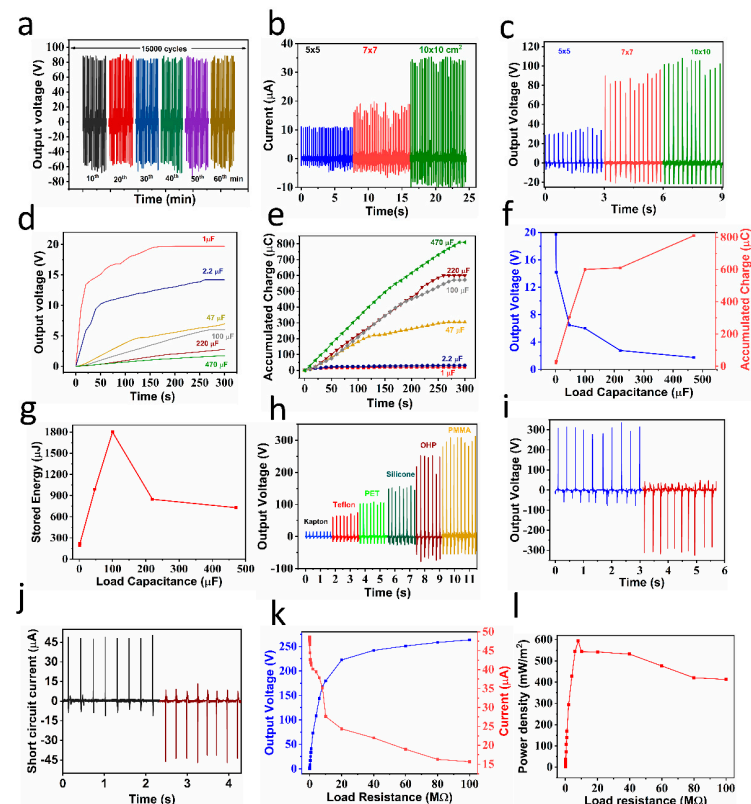 a
15000 cycles
Output voltage (V)
100
80
60
40
20
0
-20
-40
-60
-80
10th 20th 30th 40th 50th 60th min
Time (min)
b
5x5 7x7 10x10 cm2
Current (μA)
40
30
20
10
0
-10
0 5 10 15 20 25
Time(s)
c
5x5 7x7 10x10
Output Voltage (V)
120
100
80
60
40
20
0
-20
0 3 6 9
Time (s)
d
Output voltage (V)
20
15
10
5
0
1μF
2.2 μF
47 μF
100 μF
220 μF
470 μF
0 50 100 150 200 250 300
Time (s)
e
Accumulated Charge (μC)
800
700
600
500
400
300
200
100
0
470 μF
220 μF
100 μF
47 μF
2.2 μF
1 μF
0 50 100 150 200 250 300
Time (s)
f
Output Voltage (V)
20
16
12
8
4
0
Accumulated Charge (μC)
800
600
400
200
0
0 100 200 300 400 500
Load Capacitance (μF)
g
Stored Energy (μJ)
1800
1500
1200
900
600
300
0
0 100 200 300 400 500
Load Capacitance (μF)
h
Output Voltage (V)
300
200
100
0
-100
Kapton
Teflon
PET
Silicone
OHP
PMMA
0 1 2 3 4 5 6 7 8 9 10 11
Time (s)
i
Output Voltage (V)
300
200
100
0
-100
-200
-300
0 1 2 3 4 5 6
Time (s)
j
Short circuit current (μA)
45
30
15
0
-15
-30
-45
0 1 2 3 4
Time (s)
k
Output Voltage (V)
250
200
150
100
50
0
Current (μA)
50
45
40
35
30
25
20
15
0 20 40 60 80 100
Load Resistance (MΩ)
l
Power density (mW/m2)
600
500
400
300
200
100
0
0 20 40 60 80 100
Load resistance (MΩ)